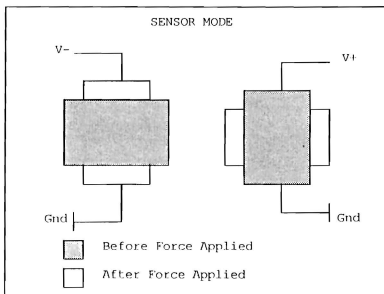 SENSOR MODE
V-
V+
Gnd
Gnd
Before Force Applied
After Force Applied